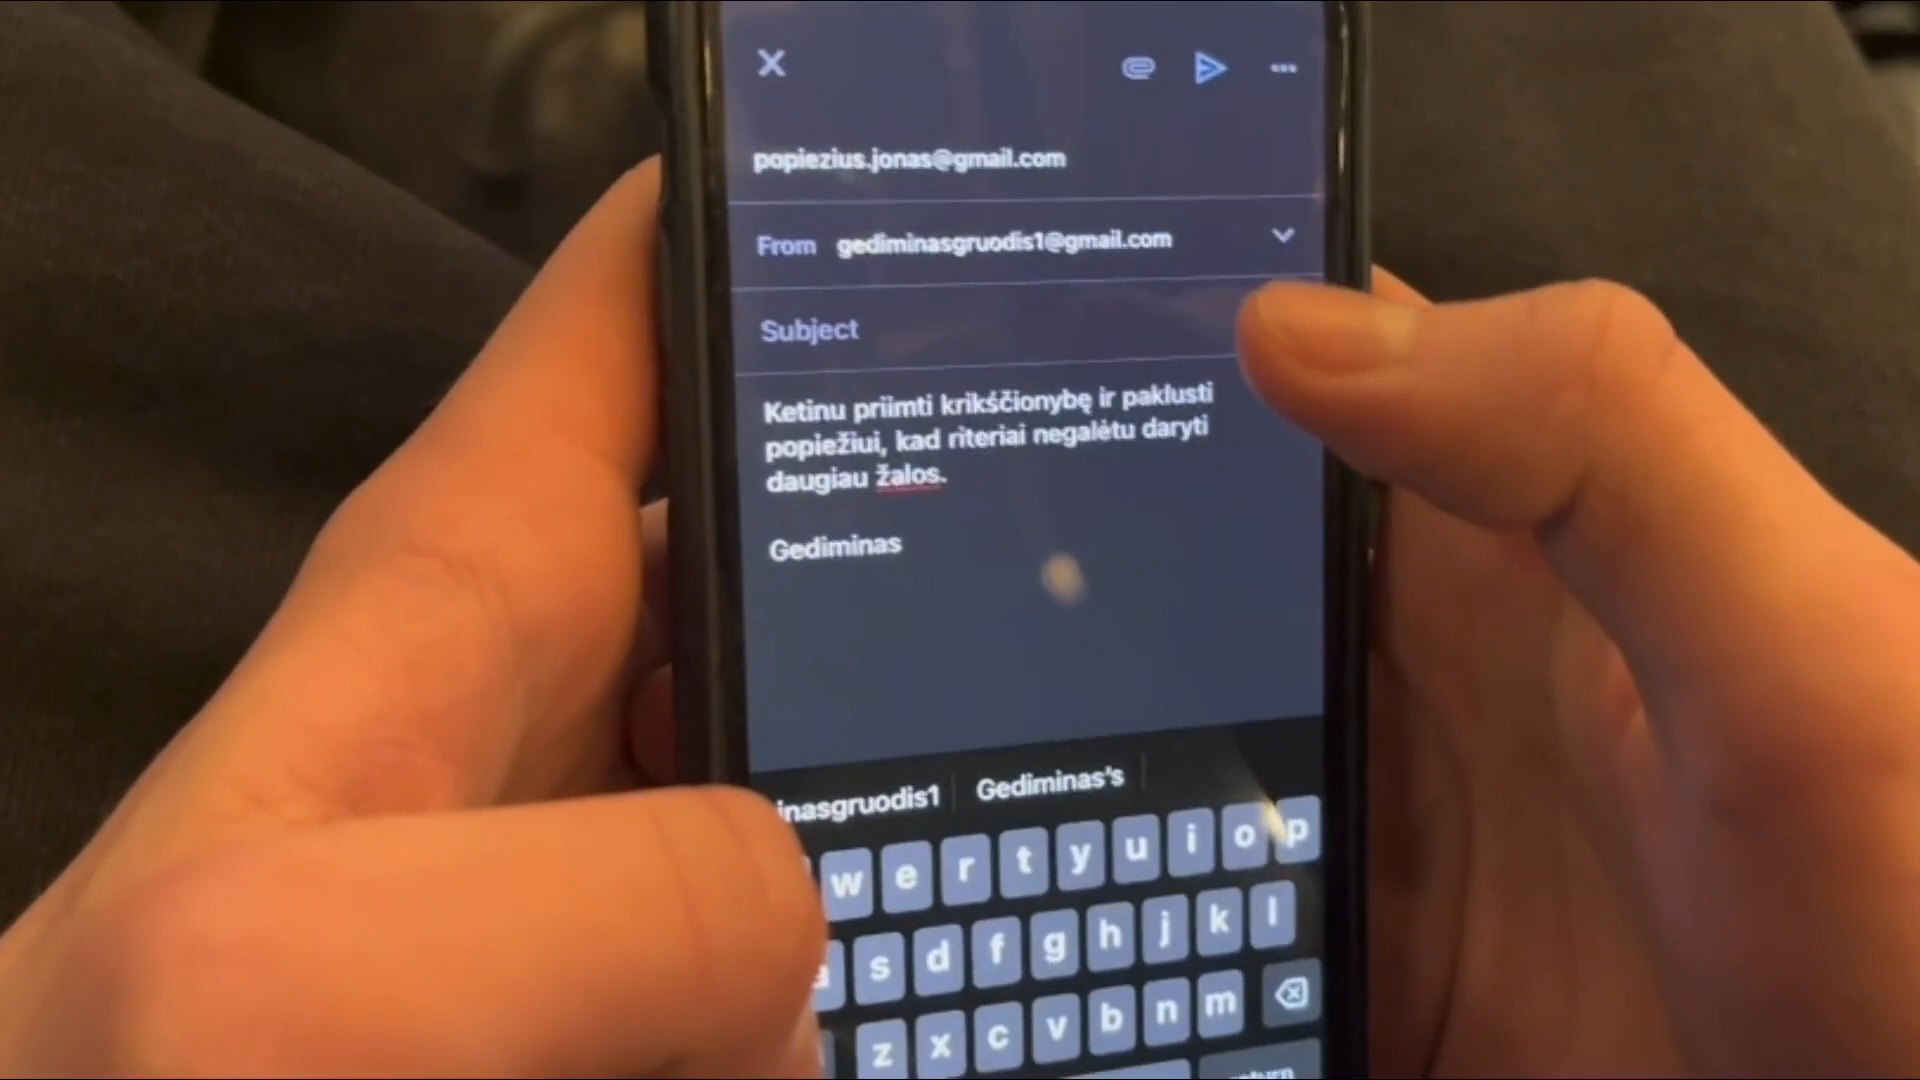 popiezius.jonas@gmail.com
From gediminasgruodis1@gmail.com
Subject
Ketinu priimti krikščionybę ir paklusti
popiežiui, kad riteriai negalėtu daryti
daugiau žalos.
Gediminas
inasgruodis1 Gediminas's
w e r t y u i o p
a s d f g h j k l
z x c v b n m
return